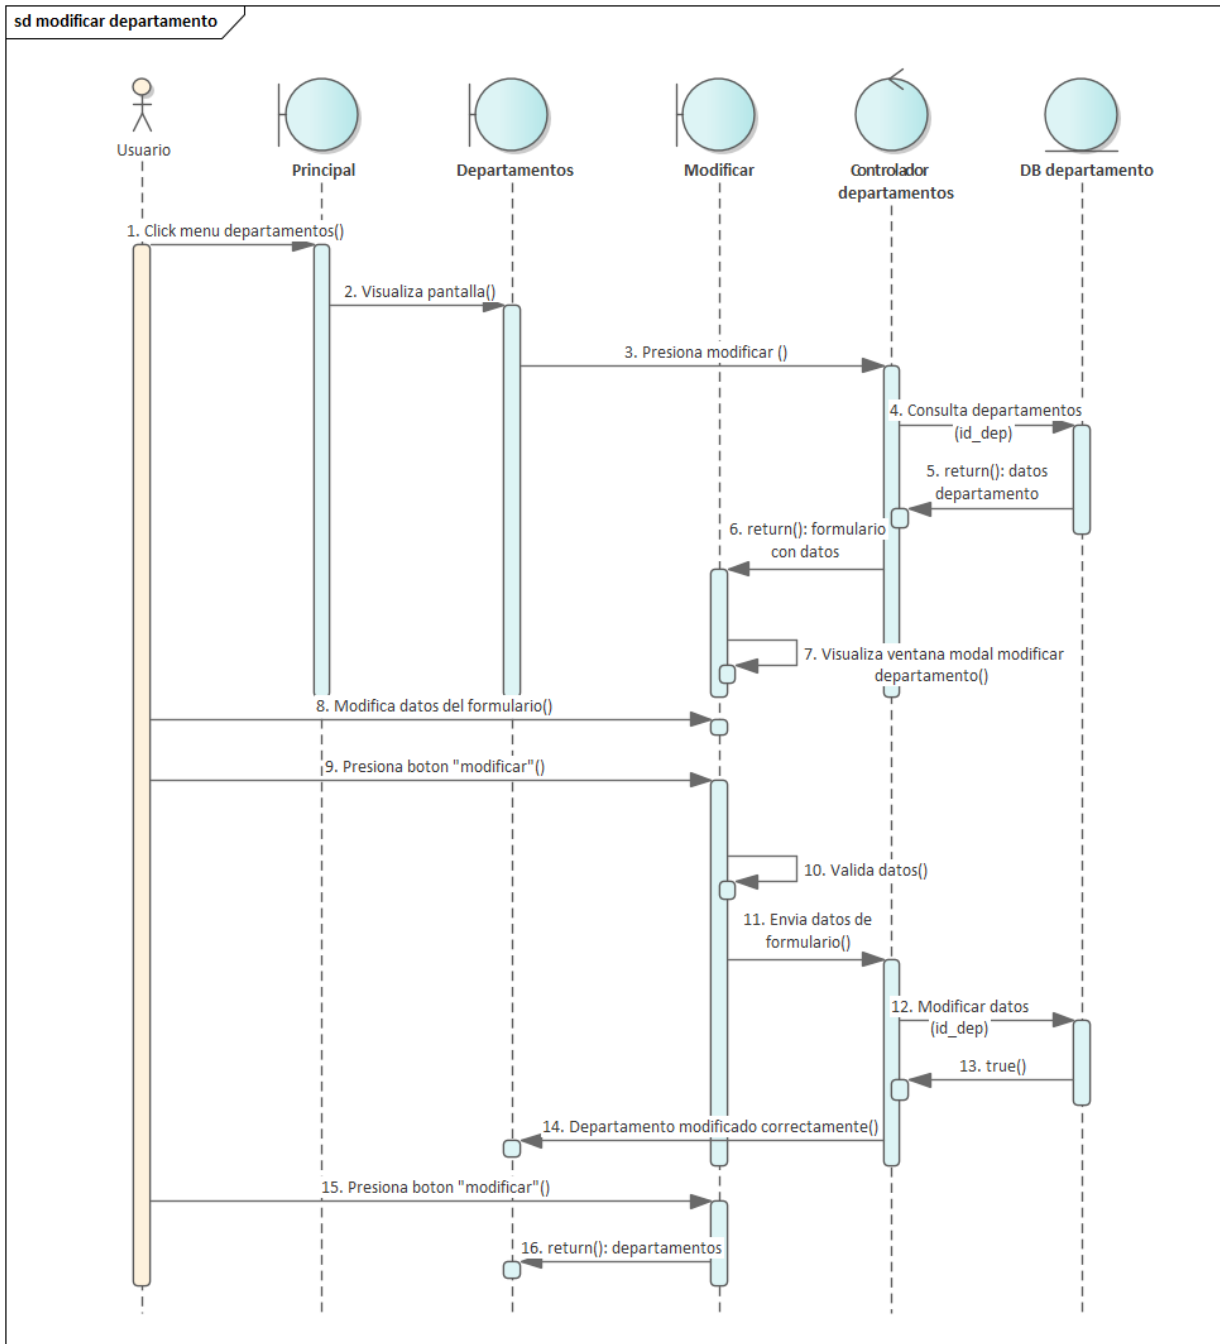 sd modificar departamento
Usuario
Principal
Departamentos
Modificar
Controlador
departamentos
DB departamento
1. Click menu departamentos()
2. Visualiza pantalla()
3. Presiona modificar ()
4. Consulta departamentos
(id_dep)
5. return(): datos
departamento
6. return(): formulario
con datos
7. Visualiza ventana modal modificar
departamento()
8. Modifica datos del formulario()
9. Presiona boton "modificar"()
10. Valida datos()
11. Envia datos de
formulario()
12. Modificar datos
(id_dep)
13. true()
14. Departamento modificado correctamente()
15. Presiona boton "modificar"()
16. return(): departamentos